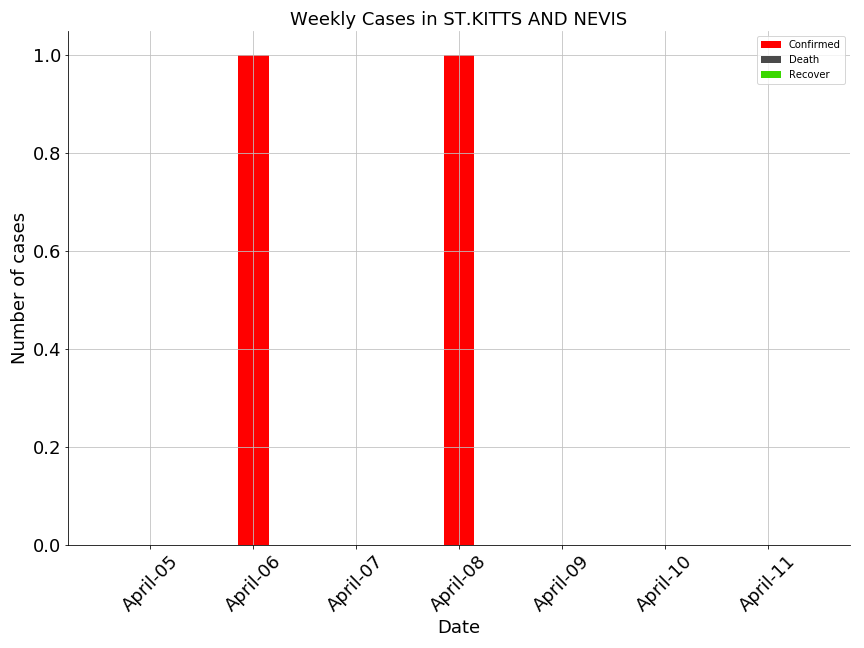 Weekly Cases in ST.KITTS AND NEVIS
Confirmed
Death
Recover
Number of cases
1.0
0.8
0.6
0.4
0.2
0.0
April-05
April-06
April-07
April-08
April-09
April-10
April-11
Date